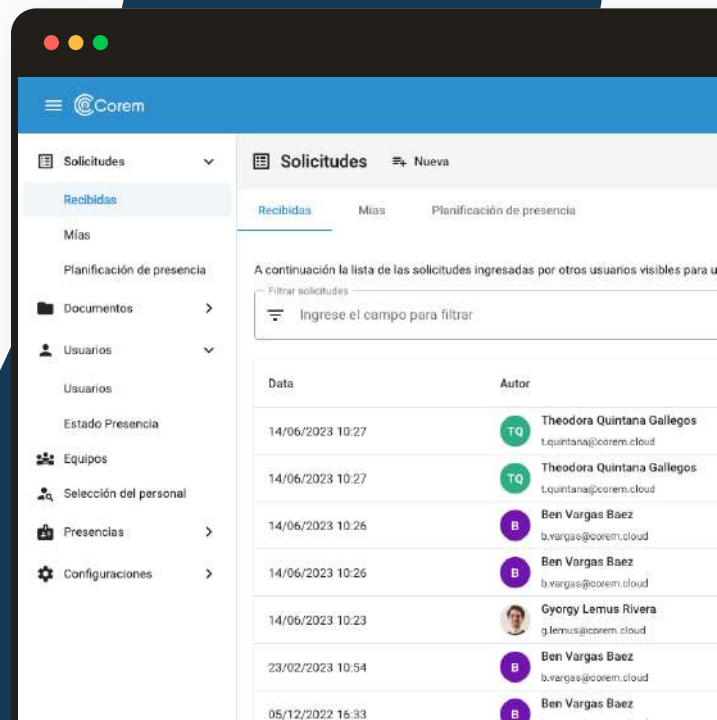 Corem
Solicitudes
Recibidas
Mías
Planificación de presencia
Documentos
Usuarios
Usuarios
Estado Presencia
Equipos
Selección del personal
Presencias
Configuraciones
Solicitudes
Nueva
Recibidas Mías Planificación de presencia
A continuación la lista de las solicitudes ingresadas por otros usuarios visibles para u
Filtrar solicitudes
Ingrese el campo para filtrar
Data Autor
14/06/2023 10:27 TQ Theodora Quintana Gallegos
t.quintana@corem.cloud
14/06/2023 10:27 TQ Theodora Quintana Gallegos
t.quintana@corem.cloud
14/06/2023 10:26 B Ben Vargas Baez
b.vargas@corem.cloud
14/06/2023 10:26 B Ben Vargas Baez
b.vargas@corem.cloud
14/06/2023 10:23 Gyorgy Lemus Rivera
g.lemus@corem.cloud
23/02/2023 10:54 B Ben Vargas Baez
b.vargas@corem.cloud
05/12/2022 16:33 B Ben Vargas Baez